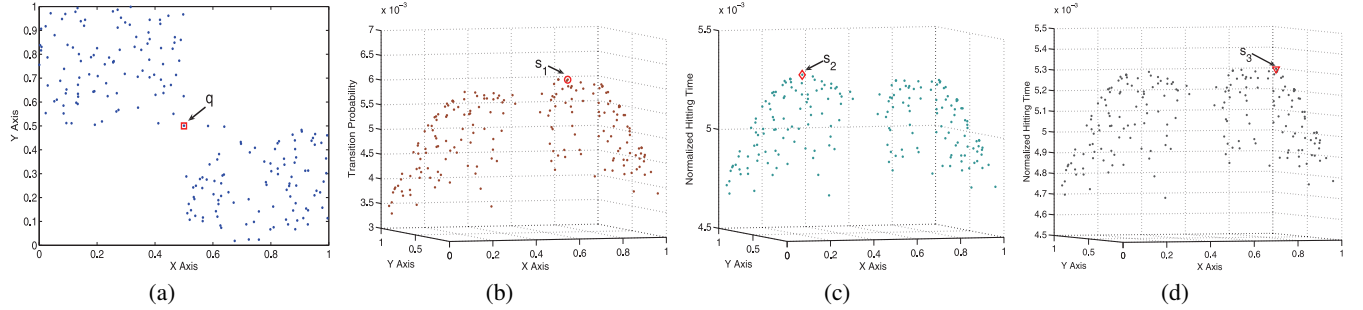 1
0.9
0.8
0.7
0.6
0.5
0.4
0.3
0.2
0.1
0
Y Axis
q
0 0.2 0.4 0.6 0.8 1
X Axis
(a)
x 10⁻³
7
6.5
6
5.5
5
4.5
4
3.5
3
Transition Probability
s₁
1
0.5
Y Axis
0 0.2 0.4 0.6 0.8 1
X Axis
(b)
x 10⁻³
5.5
5
4.5
Normalized Hitting Time
s₂
1
0.5
Y Axis
0 0.2 0.4 0.6 0.8 1
X Axis
(c)
x 10⁻³
5.5
5.4
5.3
5.2
5.1
5
4.9
4.8
4.7
4.6
4.5
Normalized Hitting Time
s₃
1
0.5
Y Axis
0 0.2 0.4 0.6 0.8 1
X Axis
(d)